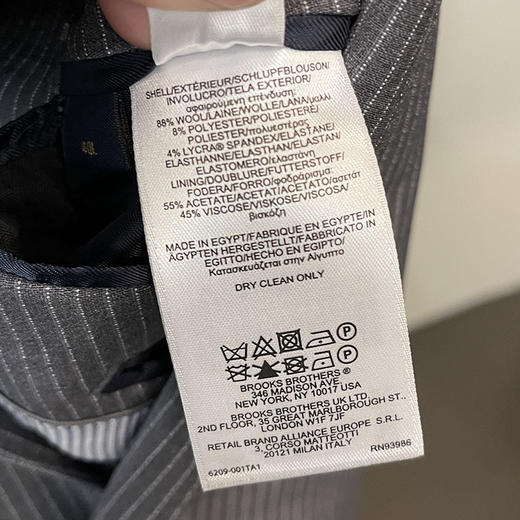 SHELL/EXTÉRIEUR/SCHLUPFBLOUSON/
INVOLUCRO/TELA EXTERIOR/
αφαιρούμενη επένδυση:
88% WOOL/LAINE/WOLLE/LANA/μαλλί
8% POLYESTER/POLIESTERE/
POLIESTER/πολυεστέρας
4% LYCRA® SPANDEX/ELASTANE/
ELASTHANNE/ELASTHAN/ELASTAN/
ELASTOMERO/ελαστάνη
LINING/DOUBLURE/FUTTERSTOFF/
FODERA/FORRO/φοδράρισμα:
55% ACETATE/ACETAT/ACETATO/ασετάτ
45% VISCOSE/VISKOSE/VISCOSA/
βισκόζη
MADE IN EGYPT/FABRIQUE EN EGYPTE/IN
ÄGYPTEN HERGESTELLT/FABBRICATO IN
EGITTO/HECHO EN EGIPTO/
Κατασκευάζεται στην Αίγυπτο
DRY CLEAN ONLY
P
P
BROOKS BROTHERS®
346 MADISON AVE
NEW YORK, NY 10017 USA
BROOKS BROTHERS UK LTD
2ND FLOOR, 35 GREAT MARLBOROUGH ST.,
LONDON W1F 7JF
RETAIL BRAND ALLIANCE EUROPE S.R.L.
3, CORSO MATTEOTTI
20121 MILAN ITALY
RN93986
6209-001TA1